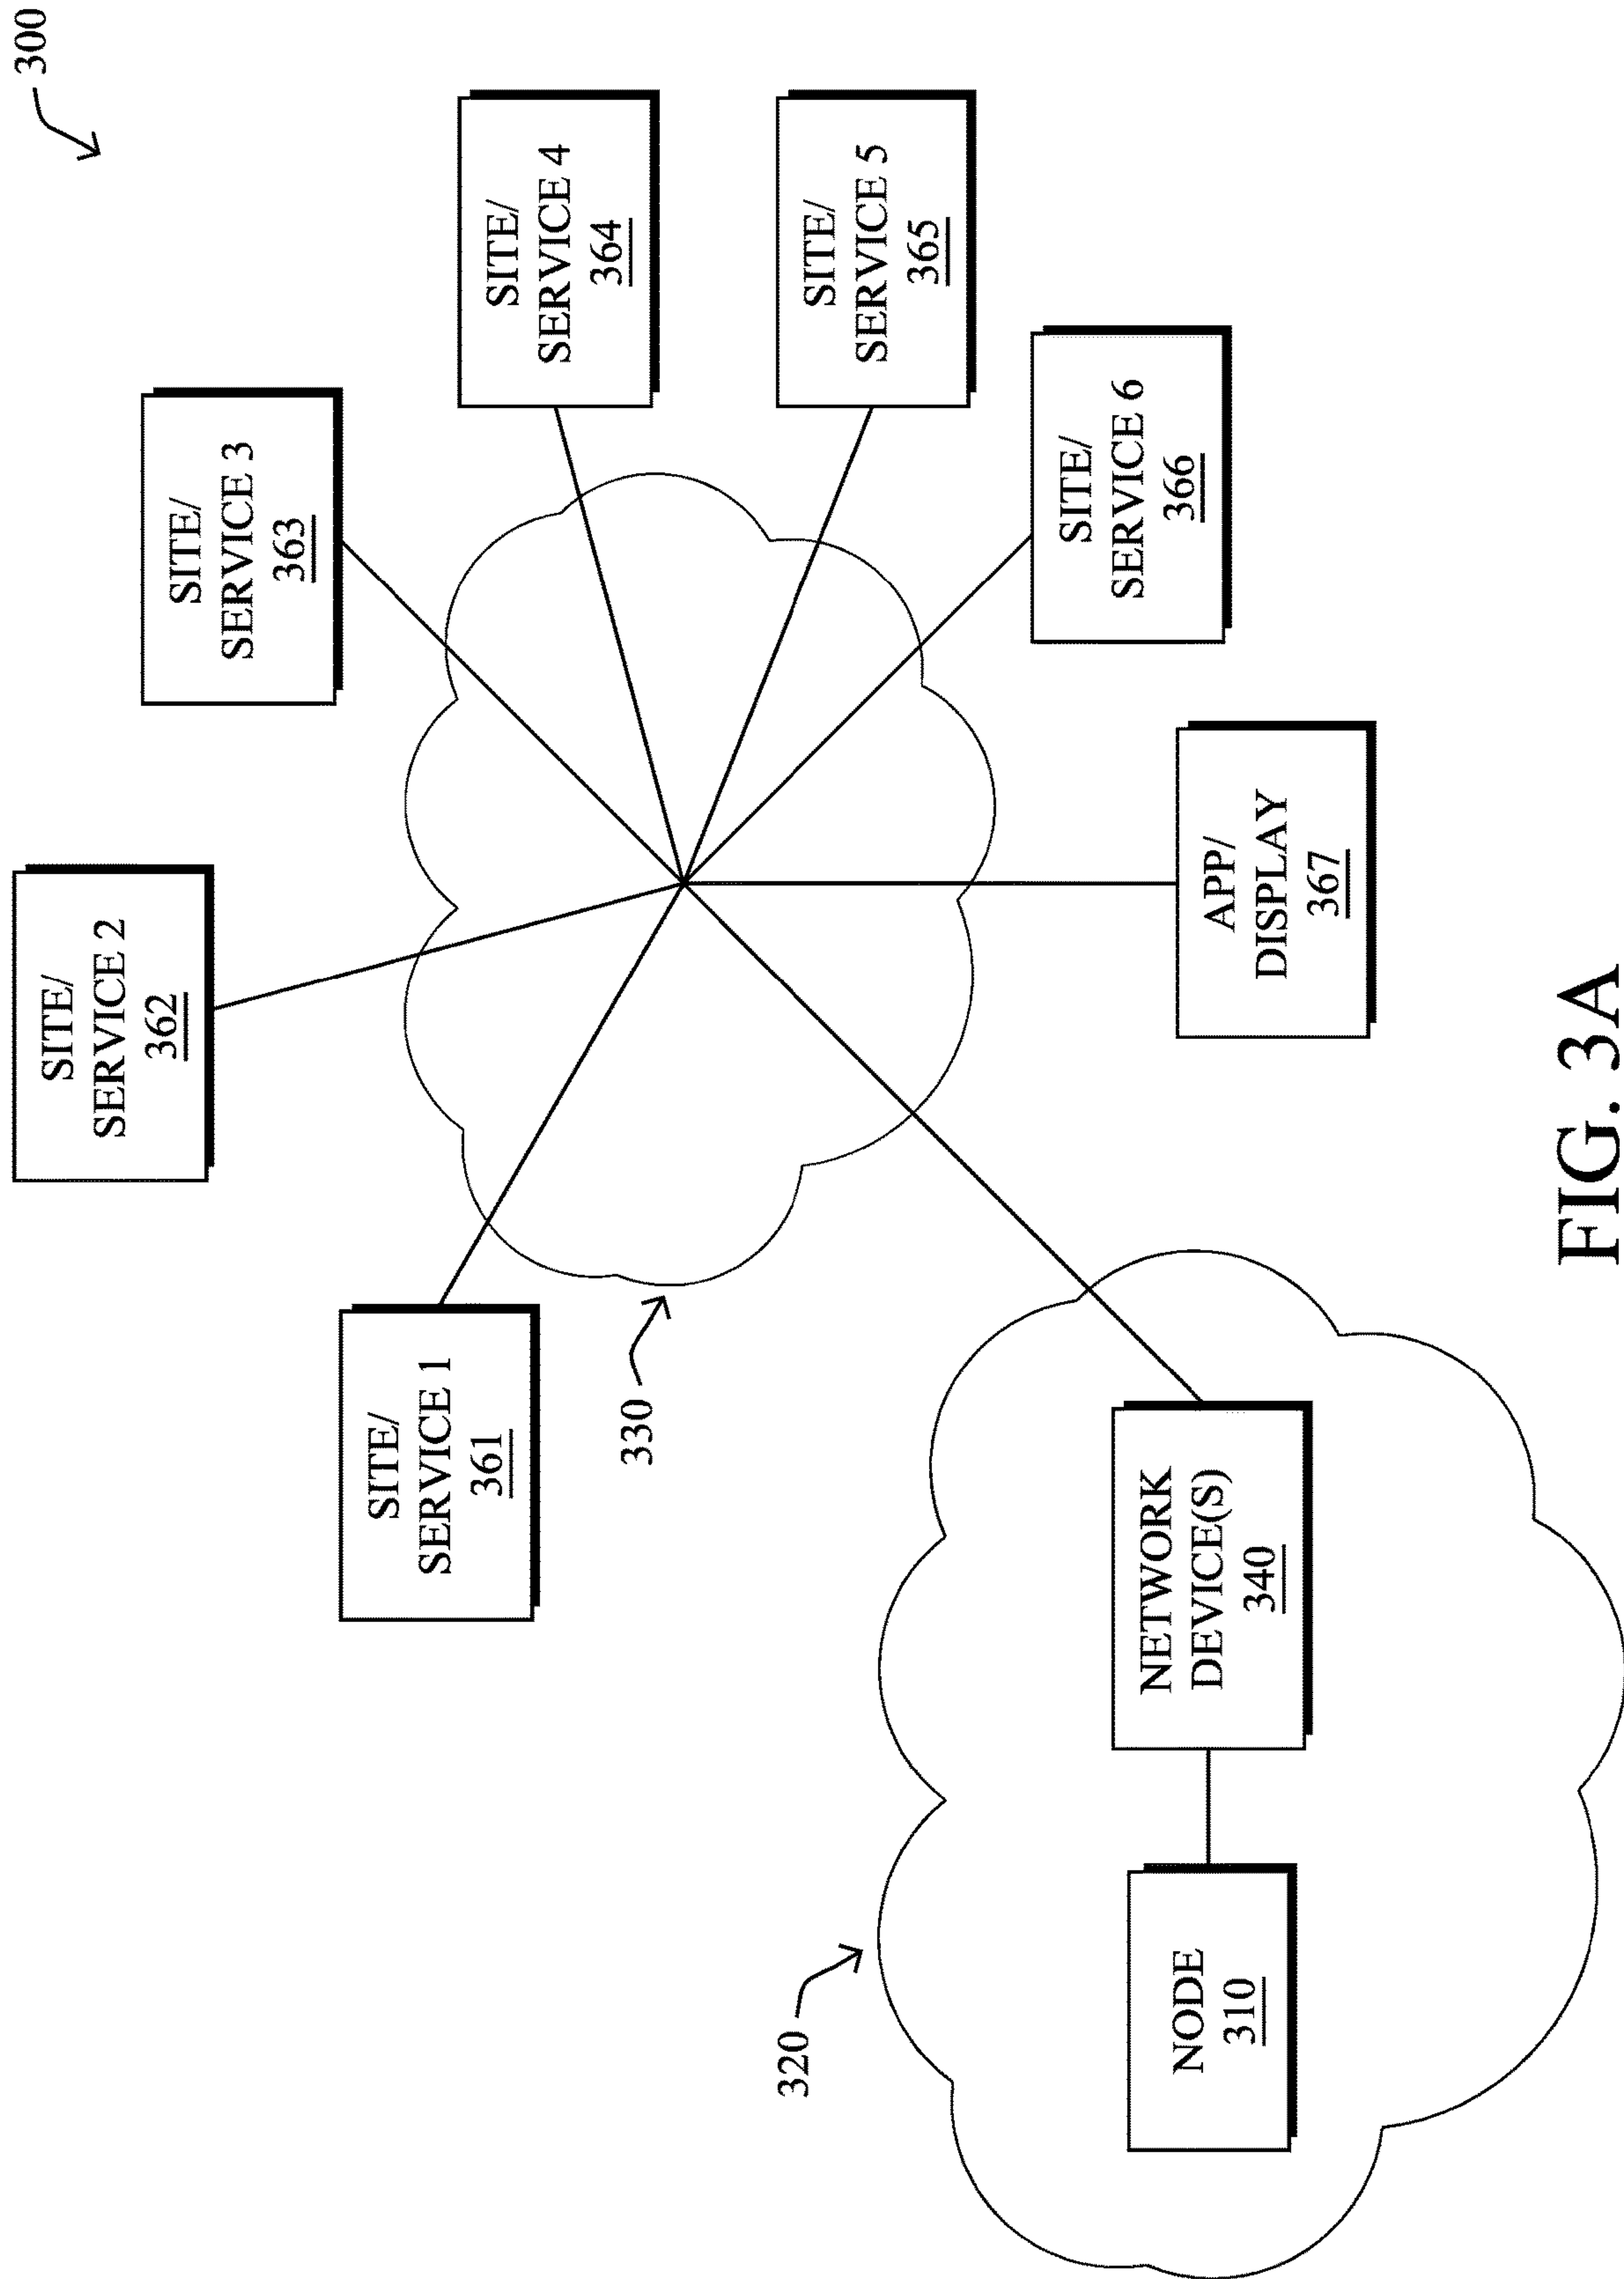 300
SITE/
SERVICE 2
362
SITE/
SERVICE 3
363
SITE/
SERVICE 1
361
SITE/
SERVICE 4
364
330
SITE/
SERVICE 5
365
320
SITE/
SERVICE 6
366
NODE
310
NETWORK
DEVICE(S)
340
APP/
DISPLAY
367
FIG. 3A